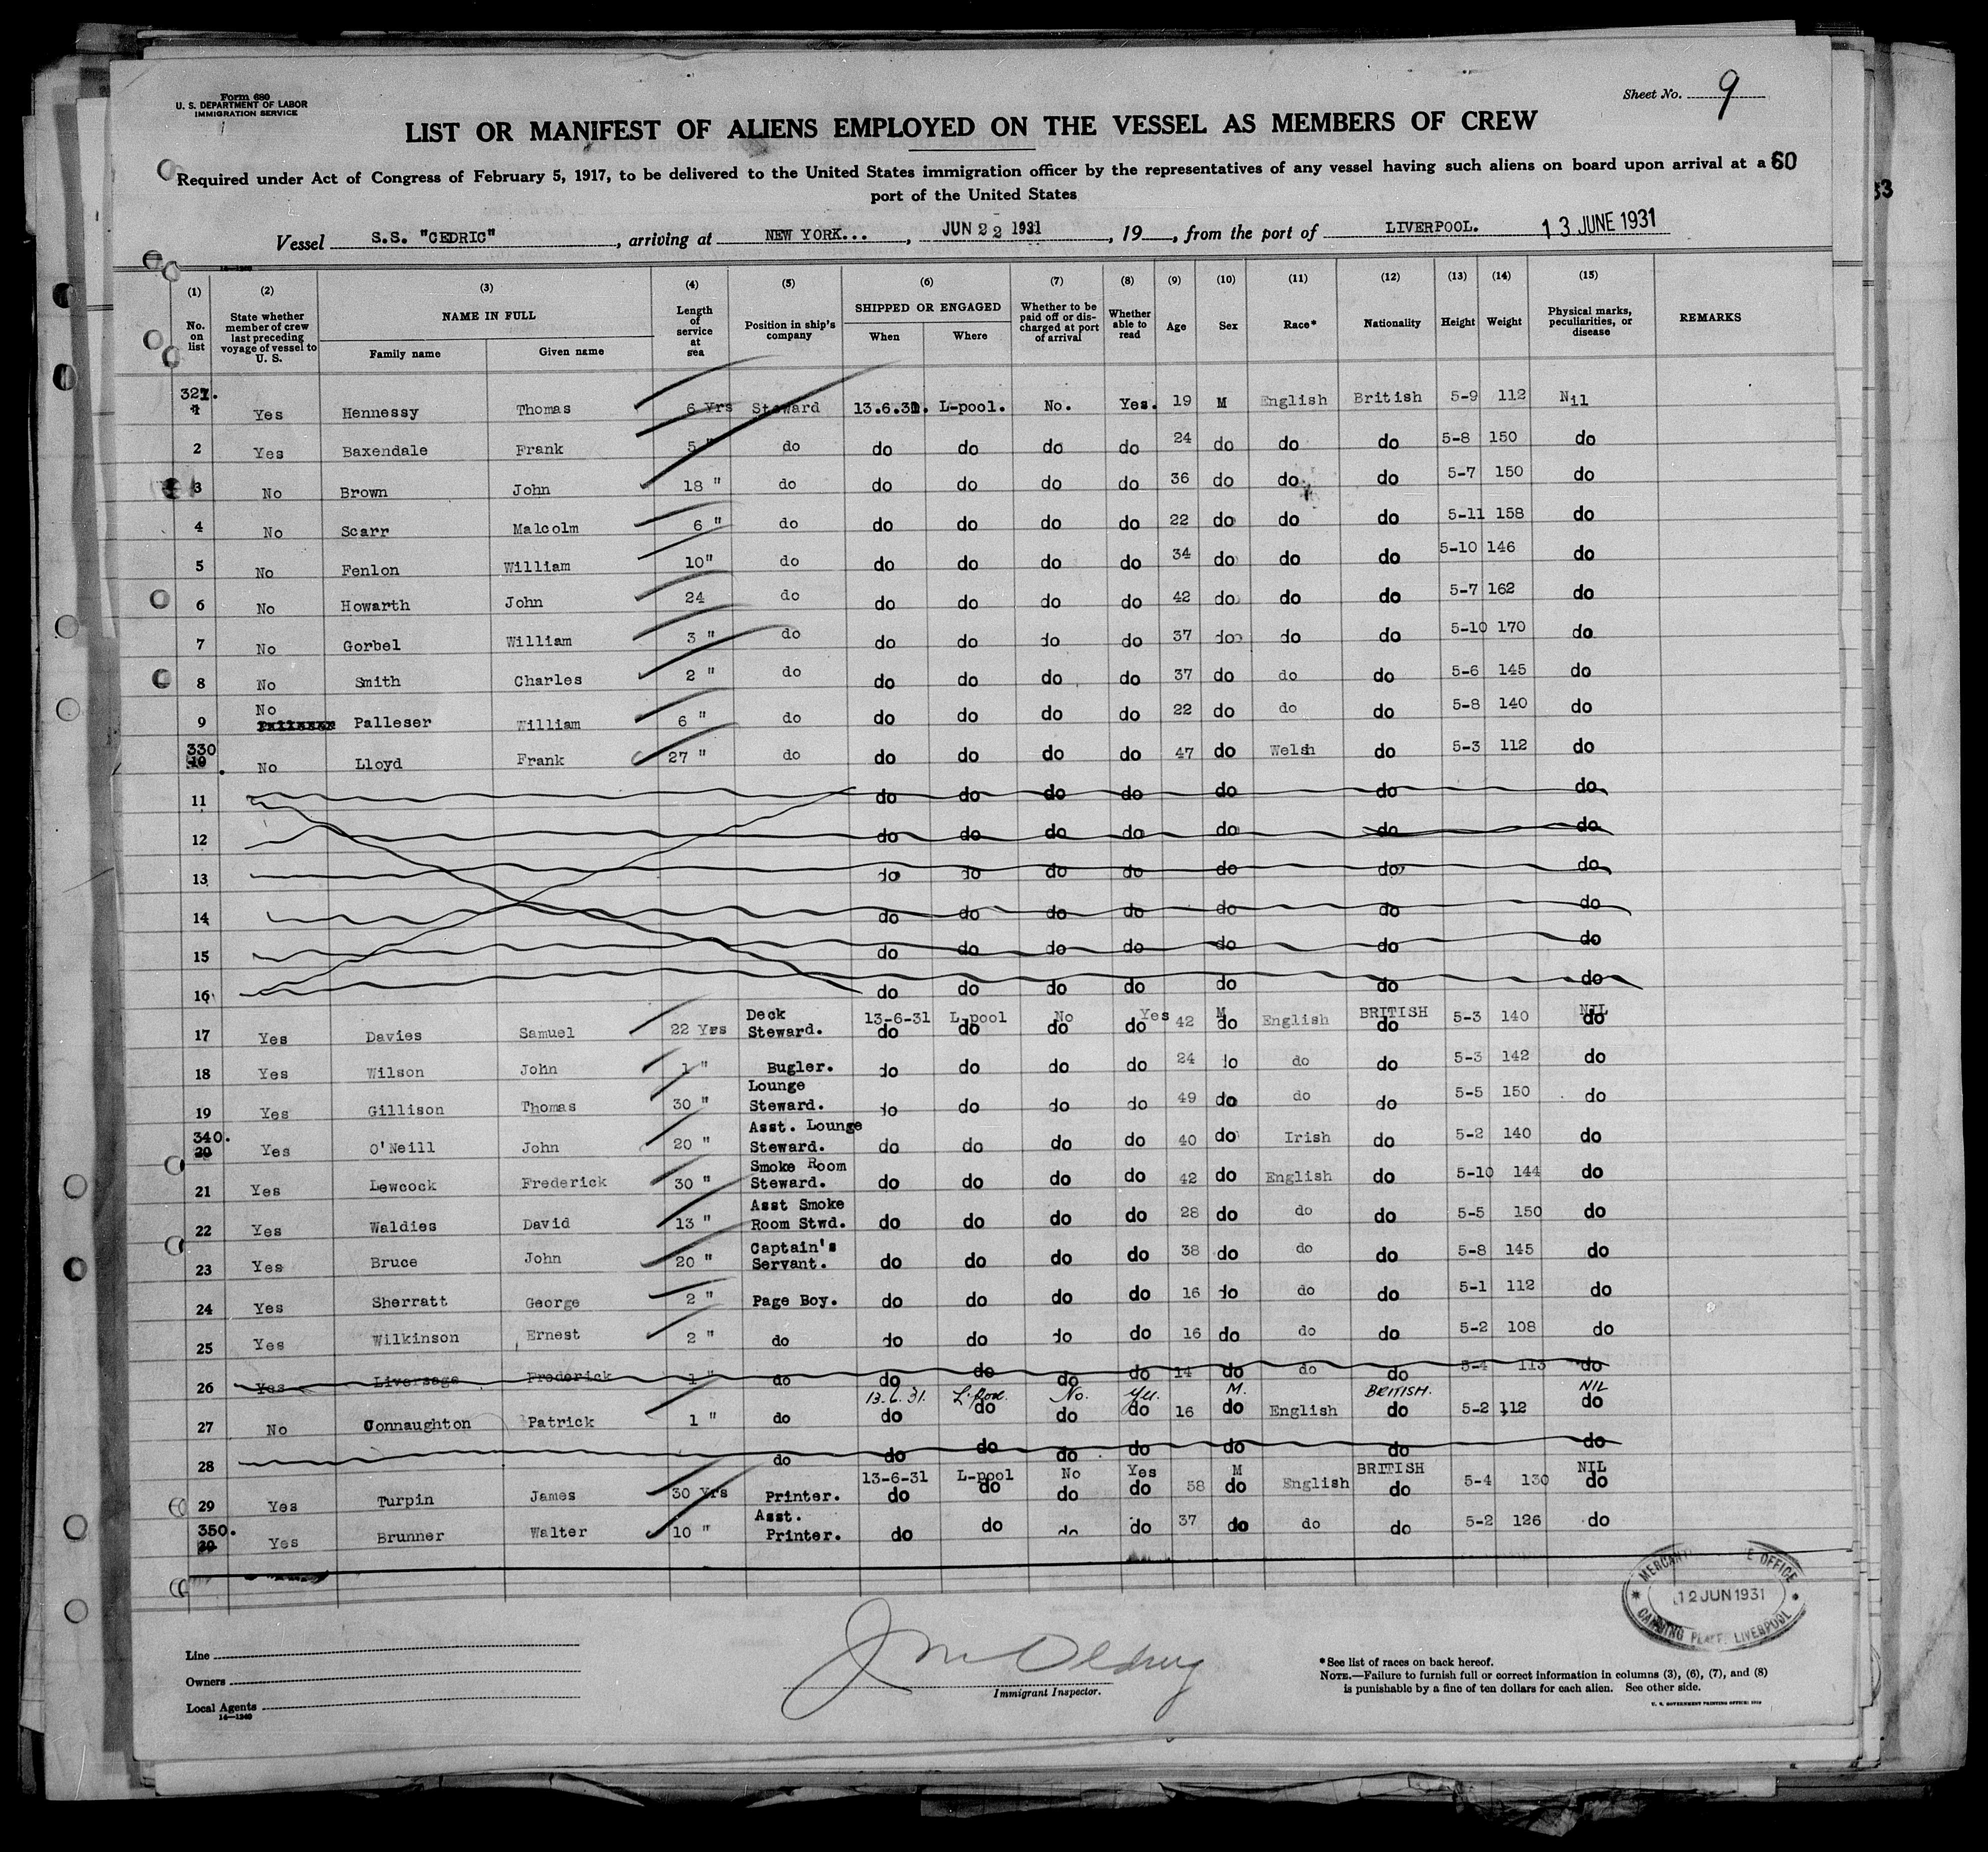 Form 680
U. S. DEPARTMENT OF LABOR
IMMIGRATION SERVICE
Sheet No. 9
LIST OR MANIFEST OF ALIENS EMPLOYED ON THE VESSEL AS MEMBERS OF CREW
Required under Act of Congress of February 5, 1917, to be delivered to the United States immigration officer by the representatives of any vessel having such aliens on board upon arrival at a 60
port of the United States
33
Vessel S.S. "CEDRIC", arriving at NEW YORK..., JUN 22 1931, 19__, from the port of LIVERPOOL. 13 JUNE 1931
(1) (2) (3) (4) (5) (6) (7) (8) (9) (10) (11) (12) (13) (14) (15)
No. on list State whether member of crew last preceding voyage of vessel to U. S. NAME IN FULL Family name Given name Length of service at sea Position in ship's company SHIPPED OR ENGAGED When Where Whether to be paid off or discharged at port of arrival Whether able to read Age Sex Race* Nationality Height Weight Physical marks, peculiarities, or disease REMARKS
1 Yes Hennessy Thomas 6 Yrs Steward 13.6.31. L-pool. No. Yes. 19 M English British 5-9 112 Nil
2 Yes Baxendale Frank 5 " do do do do do 24 do do do 5-8 150 do
3 No Brown John 18 " do do do do do 36 do do do 5-7 150 do
4 No Scarr Malcolm 6 " do do do do do 22 do do do 5-11 158 do
5 No Fenlon William 10" do do do do do 34 do do do 5-10 146 do
6 No Howarth John 24 do do do do do 42 do do do 5-7 162 do
7 No Gorbel William 3 " do do do do do 37 do do do 5-10 170 do
8 No Smith Charles 2 " do do do do do 37 do do do 5-6 145 do
9 No Palleser William 6 " do do do do do 22 do do do 5-8 140 do
330 10 No Lloyd Frank 27 " do do do do do 47 do Welsh do 5-3 112 do
11 do do do do do do do
12 do do do do do do do
13 do do do do do do do
14 do do do do do do do
15 do do do do do do do
16 do do do do do do do
17 Yes Davies Samuel 22 Yrs Deck Steward. 13-6-31 do L-pool do No do Yes do 42 M do English BRITISH do 5-3 140 NIL do
18 Yes Wilson John 1 " Bugler. do do do do 24 do do do 5-3 142 do
19 Yes Gillison Thomas 30 " Lounge Steward. do do do do 49 do do do 5-5 150 do
340. 20 Yes O'Neill John 20 " Asst. Lounge Steward. do do do do 40 do Irish do 5-2 140 do
21 Yes Lewcock Frederick 30 " Smoke Room Steward. do do do do 42 do English do 5-10 144 do
22 Yes Waldies David 13 " Asst Smoke Room Stwd. do do do do 28 do do do 5-5 150 do
23 Yes Bruce John 20 " Captain's Servant. do do do do 38 do do do 5-8 145 do
24 Yes Sherratt George 2 " Page Boy. do do do do 16 do do do 5-1 112 do
25 Yes Wilkinson Ernest 2 " do do do do do 16 do do do 5-2 108 do
26 Yes Liversage Frederick 1 " do do do do do 14 do do do 5-4 113 do
27 No Connaughton Patrick 1 " do 13.6.31. do L'pool. do No. do Yes. do 16 M. do English BRITISH. do 5-2 112 NIL do
28 do do do do do do do do
29 Yes Turpin James 30 Yrs Printer. 13-6-31 do L-pool do No do Yes do 58 M do English BRITISH do 5-4 130 NIL do
350. 30 Yes Brunner Walter 10 " Asst. Printer. do do do do 37 do do do 5-2 126 do
12 JUN 1931
LIVERPOOL
Line
Owners
Local Agents
14—1240
Immigrant Inspector.
*See list of races on back hereof.
NOTE.—Failure to furnish full or correct information in columns (3), (6), (7), and (8)
is punishable by a fine of ten dollars for each alien. See other side.